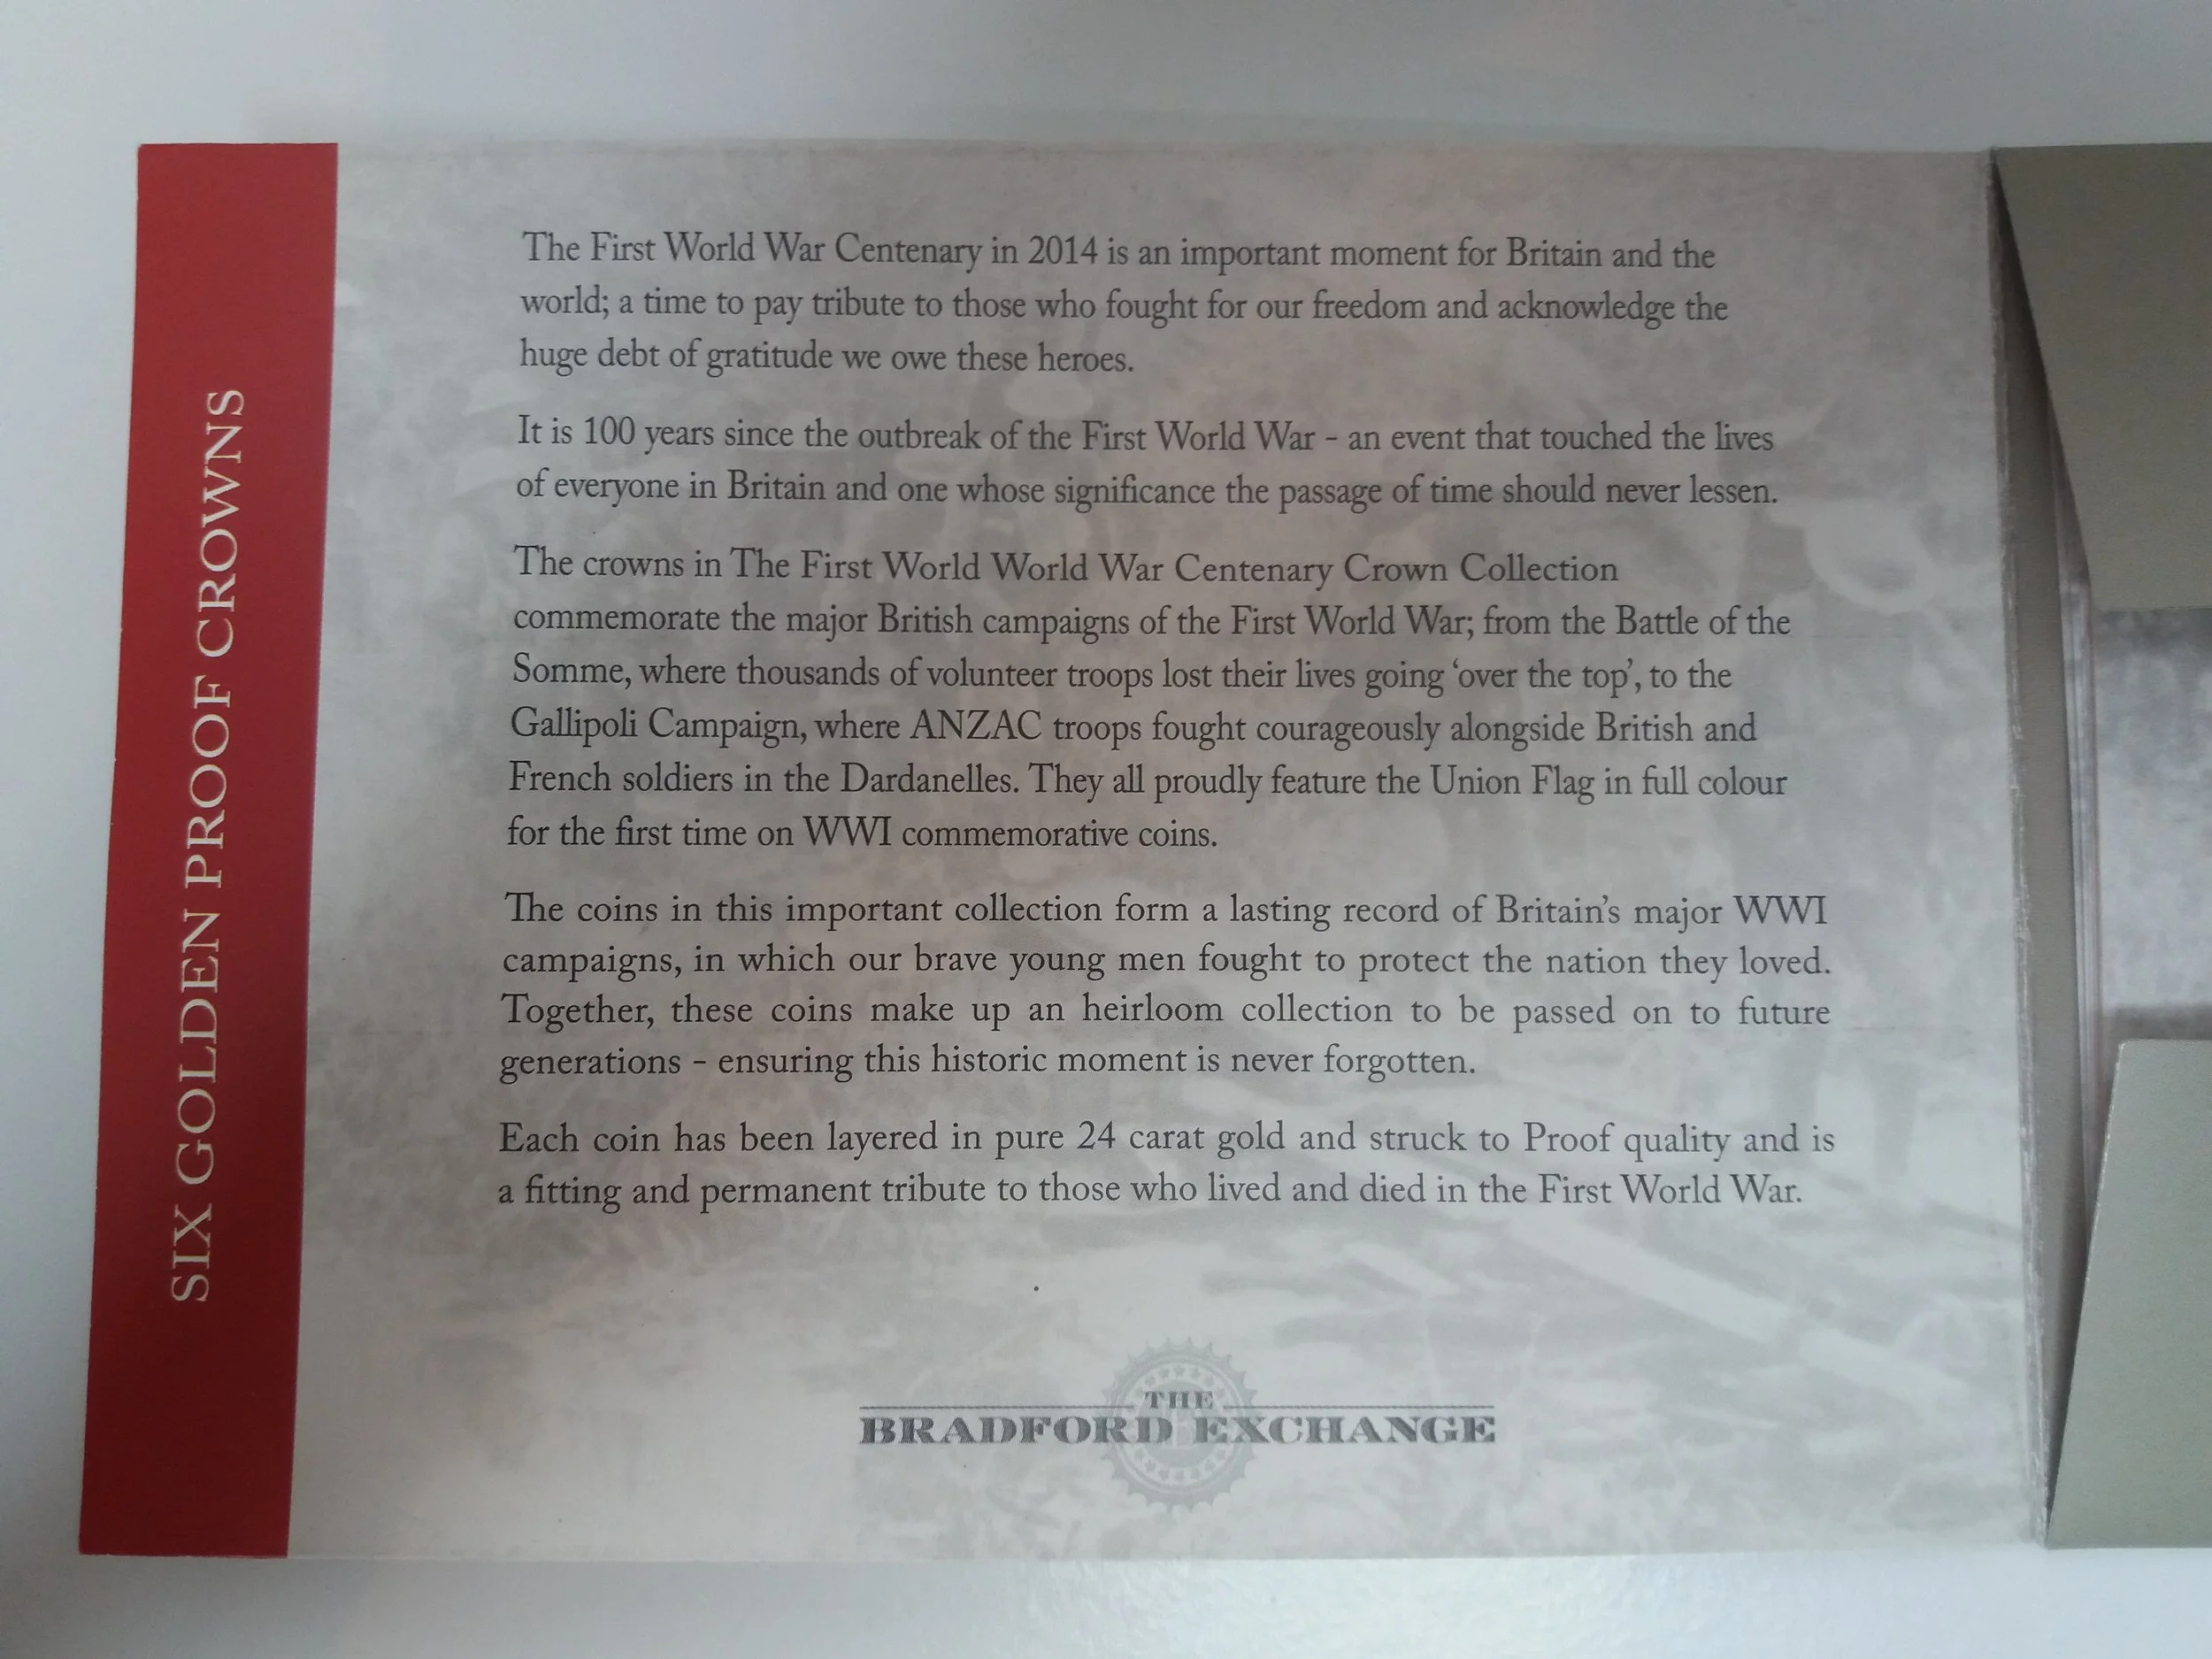 SIX GOLDEN PROOF CROWNS
The First World War Centenary in 2014 is an important moment for Britain and the
world; a time to pay tribute to those who fought for our freedom and acknowledge the
huge debt of gratitude we owe these heroes.
It is 100 years since the outbreak of the First World War - an event that touched the lives
of everyone in Britain and one whose significance the passage of time should never lessen.
The crowns in The First World World War Centenary Crown Collection
commemorate the major British campaigns of the First World War; from the Battle of the
Somme, where thousands of volunteer troops lost their lives going ‘over the top’, to the
Gallipoli Campaign, where ANZAC troops fought courageously alongside British and
French soldiers in the Dardanelles. They all proudly feature the Union Flag in full colour
for the first time on WWI commemorative coins.
The coins in this important collection form a lasting record of Britain’s major WWI
campaigns, in which our brave young men fought to protect the nation they loved.
Together, these coins make up an heirloom collection to be passed on to future
generations - ensuring this historic moment is never forgotten.
Each coin has been layered in pure 24 carat gold and struck to Proof quality and is
a fitting and permanent tribute to those who lived and died in the First World War.
THE
BRADFORD EXCHANGE